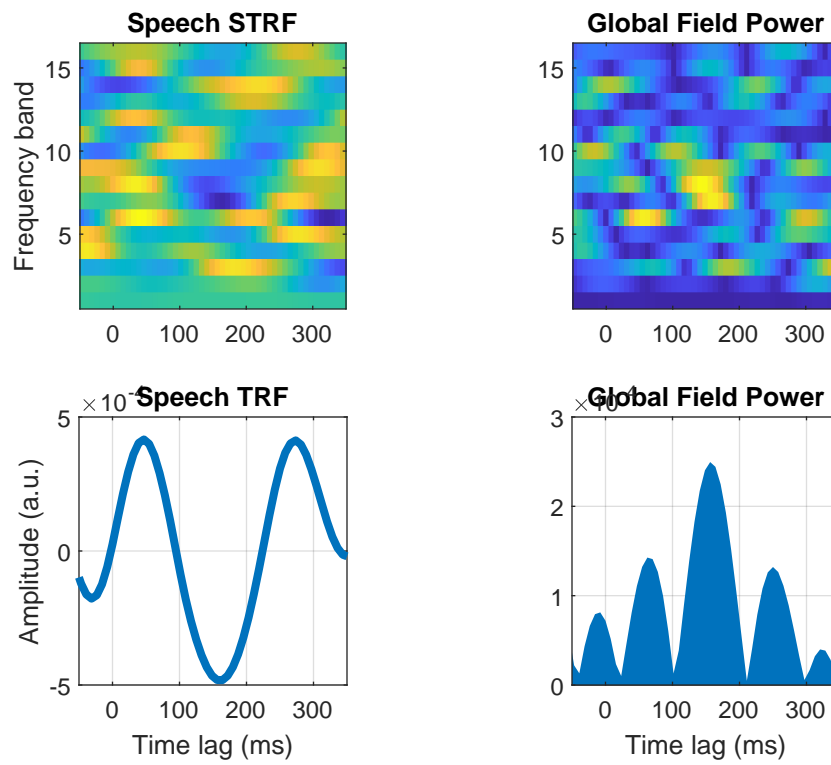 Speech STRF
Frequency band
15
10
5
0 100 200 300
Global Field Power
15
10
5
0 100 200 300
Speech TRF
×10⁻⁴
Amplitude (a.u.)
5
0
-5
0 100 200 300
Time lag (ms)
Global Field Power
3
2
1
0
0 100 200 300
Time lag (ms)